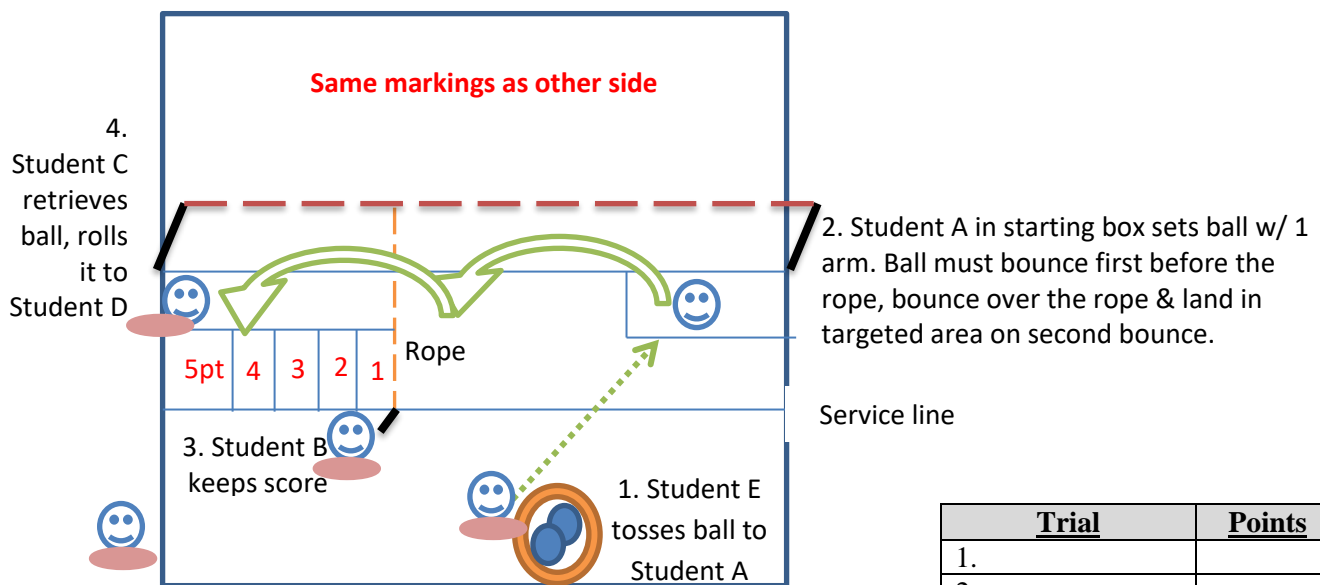 Same markings as other side
4.
Student C
retrieves
ball, rolls
it to
Student D
2. Student A in starting box sets ball w/ 1
arm. Ball must bounce first before the
rope, bounce over the rope & land in
targeted area on second bounce.
Rope
5pt 4 3 2 1
Service line
3. Student B
keeps score
1. Student E
tosses ball to
Student A
Trial Points
1.